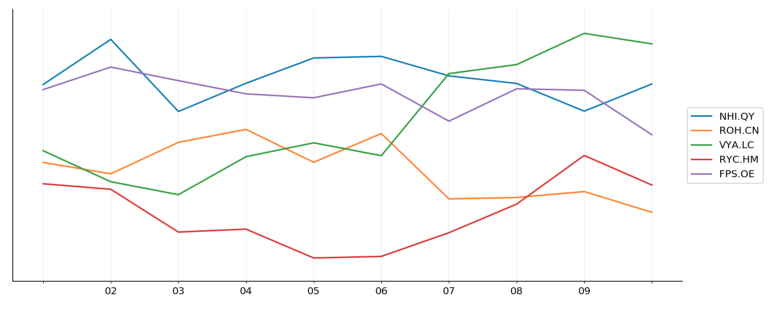 02 03 04 05 06 07 08 09
NHI.QY
ROH.CN
VYA.LC
RYC.HM
FPS.OE